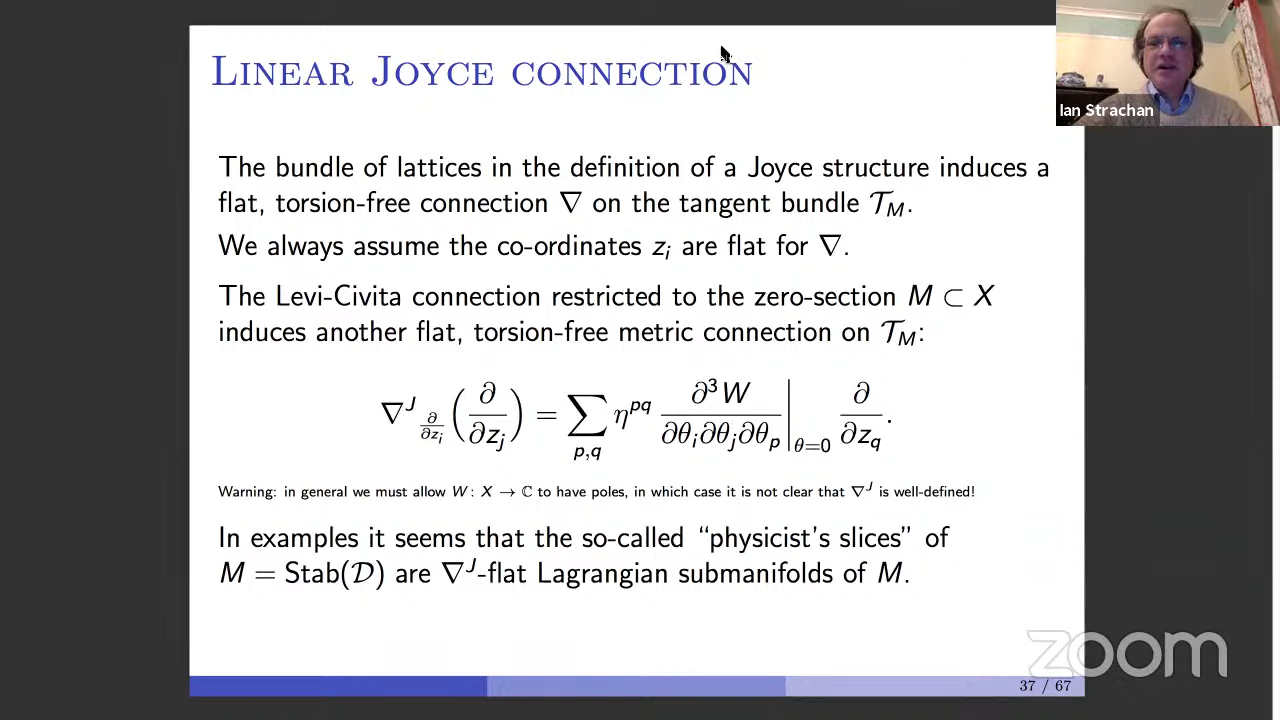 LINEAR JOYCE CONNECTION
Ian Strachan
The bundle of lattices in the definition of a Joyce structure induces a
flat, torsion-free connection ∇ on the tangent bundle 𝒯_M.
We always assume the co-ordinates z_i are flat for ∇.
The Levi-Civita connection restricted to the zero-section M ⊂ X
induces another flat, torsion-free metric connection on 𝒯_M:
∇^J_{∂/∂z_i} (∂/∂z_j) = ∑_{p,q} η^{pq} ∂³W/∂θ_i∂θ_j∂θ_p |_{θ=0} ∂/∂z_q.
Warning: in general we must allow W: X → ℂ to have poles, in which case it is not clear that ∇^J is well-defined!
In examples it seems that the so-called “physicist’s slices” of
M = Stab(𝒟) are ∇^J-flat Lagrangian submanifolds of M.
zoom
37 / 67